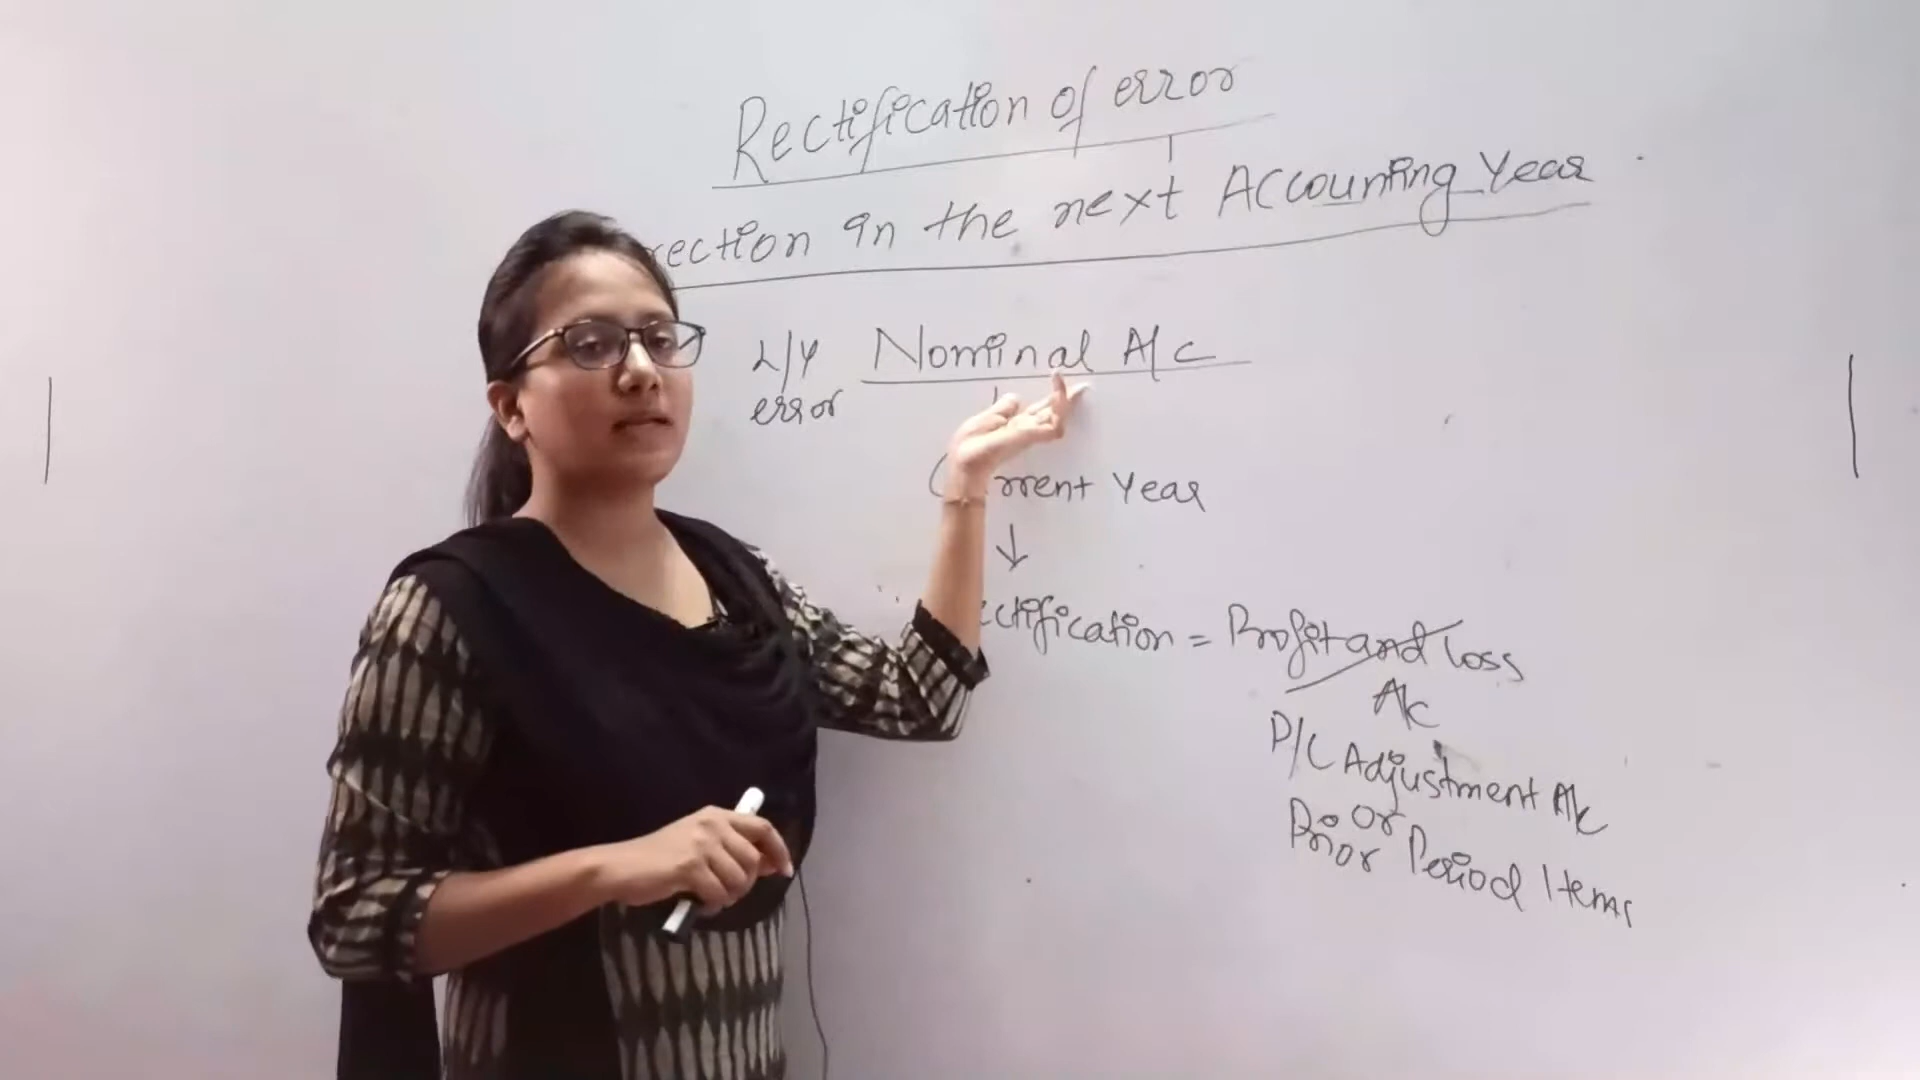 Rectification of error
rection in the next Accounting Year
L/Y Nominal A/c
error
rrent Year
↓
ctification = Profit and Loss
A/c
P/L Adjustment A/c
or
Prior Period Items